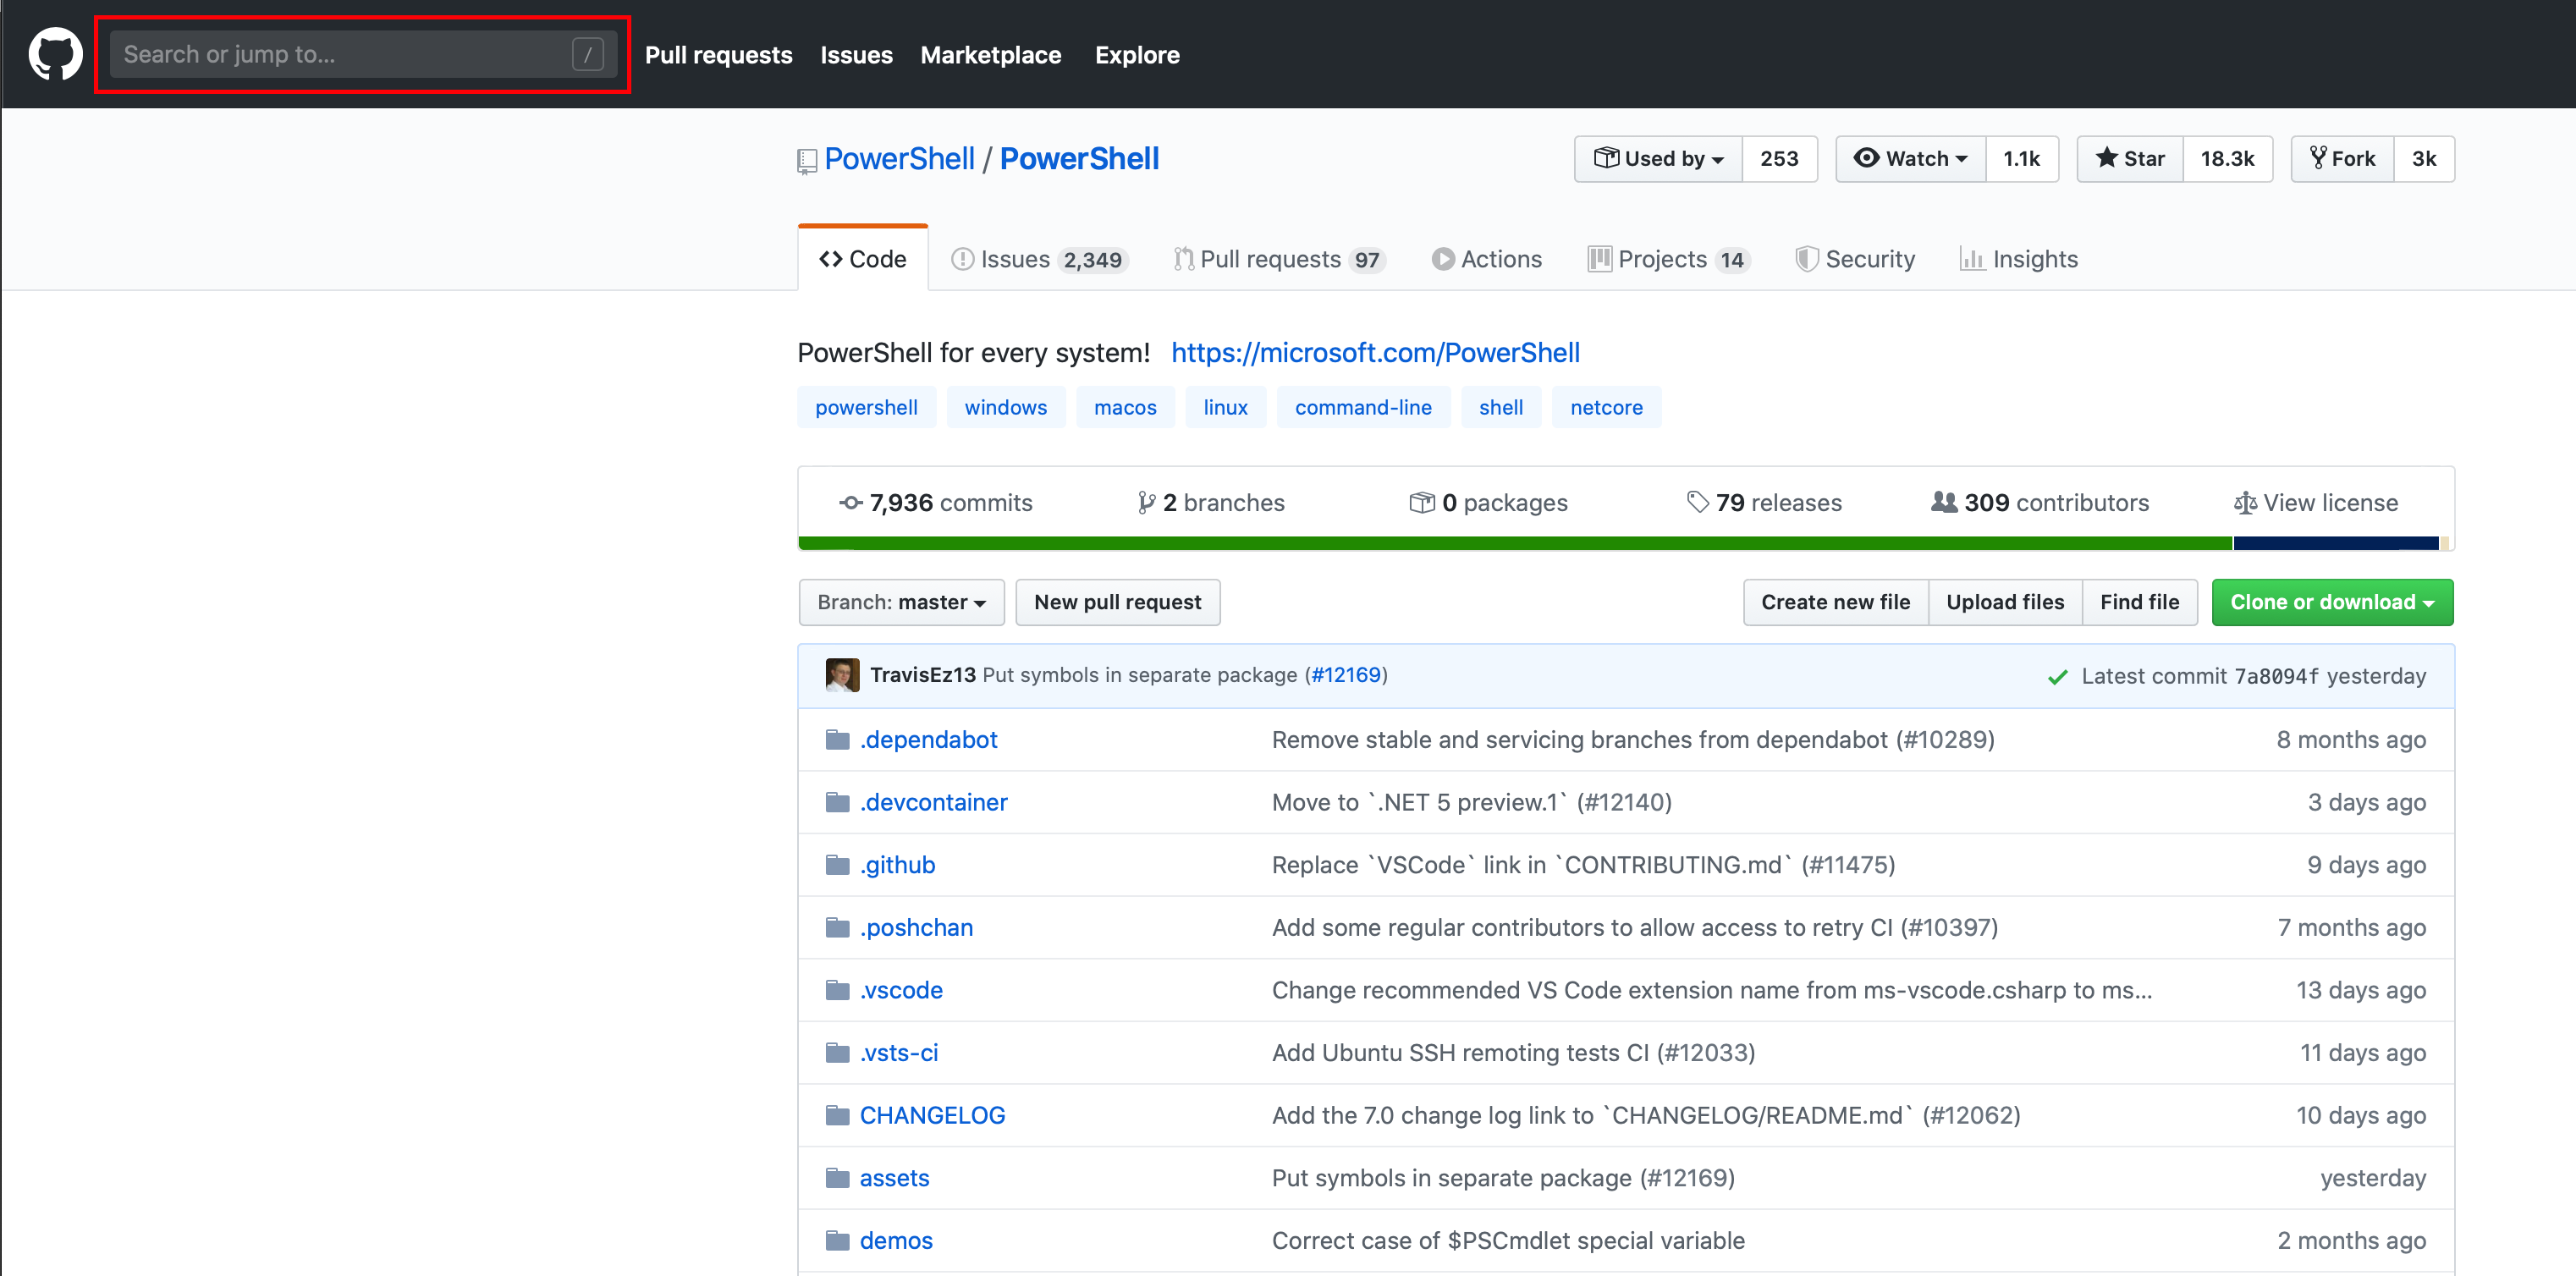 Search or jump to... / Pull requests Issues Marketplace Explore
PowerShell / PowerShell Used by 253 Watch 1.1k Star 18.3k Fork 3k
Code Issues 2,349 Pull requests 97 Actions Projects 14 Security Insights
PowerShell for every system! https://microsoft.com/PowerShell
powershell windows macos linux command-line shell netcore
7,936 commits 2 branches 0 packages 79 releases 309 contributors View license
Branch: master New pull request Create new file Upload files Find file Clone or download
TravisEz13 Put symbols in separate package (#12169) Latest commit 7a8094f yesterday
.dependabot Remove stable and servicing branches from dependabot (#10289) 8 months ago
.devcontainer Move to `.NET 5 preview.1` (#12140) 3 days ago
.github Replace `VSCode` link in `CONTRIBUTING.md` (#11475) 9 days ago
.poshchan Add some regular contributors to allow access to retry CI (#10397) 7 months ago
.vscode Change recommended VS Code extension name from ms-vscode.csharp to ms... 13 days ago
.vsts-ci Add Ubuntu SSH remoting tests CI (#12033) 11 days ago
CHANGELOG Add the 7.0 change log link to `CHANGELOG/README.md` (#12062) 10 days ago
assets Put symbols in separate package (#12169) yesterday
demos Correct case of $PSCmdlet special variable 2 months ago